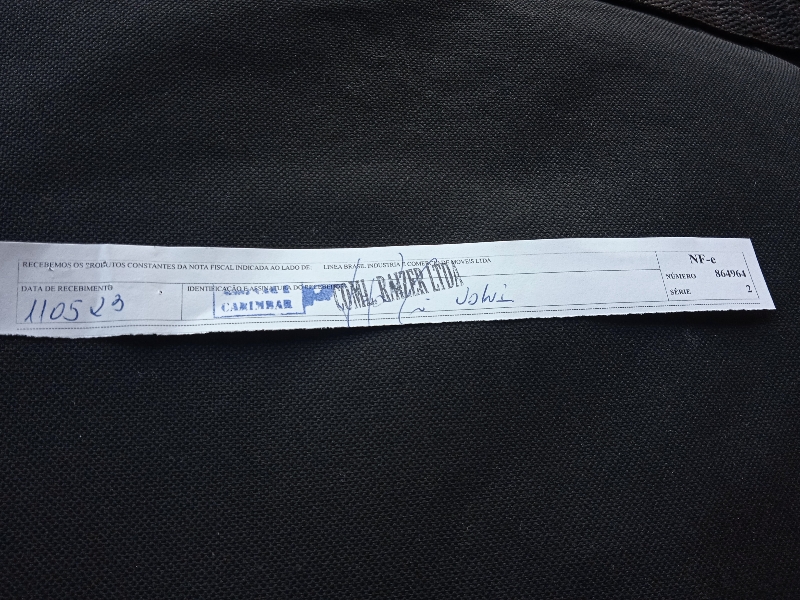 RECEBEMOS OS PRODUTOS CONSTANTES DA NOTA FISCAL INDICADA AO LADO DE LINEA BRASIL INDUSTRIA E COMERCIO DE MOVEIS LTDA
NF-e
DATA DE RECEBIMENTO
IDENTIFICAÇÃO E ASSINATURA DO RECEBEDOR
NÚMERO 864964
SÉRIE 2
110523
CARIMBAR
COML. LTDA